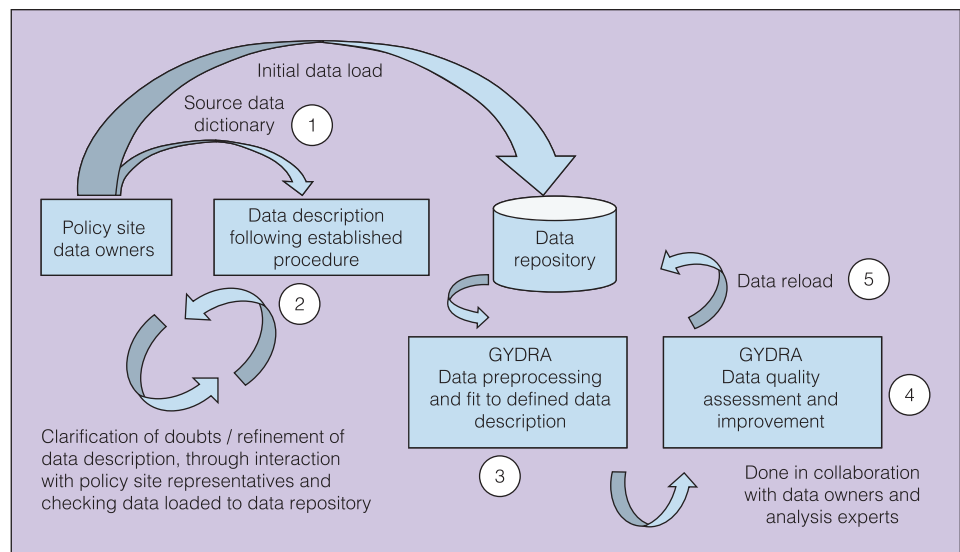 Initial data load
Source data
dictionary
1
Policy site
data owners
Data description
following established
procedure
Data
repository
2
Data reload
5
GYDRA
Data preprocessing
and fit to defined data
description
GYDRA
Data quality
assessment and
improvement
4
Clarification of doubts / refinement of
data description, through interaction
with policy site representatives and
checking data loaded to data repository
3
Done in collaboration
with data owners and
analysis experts